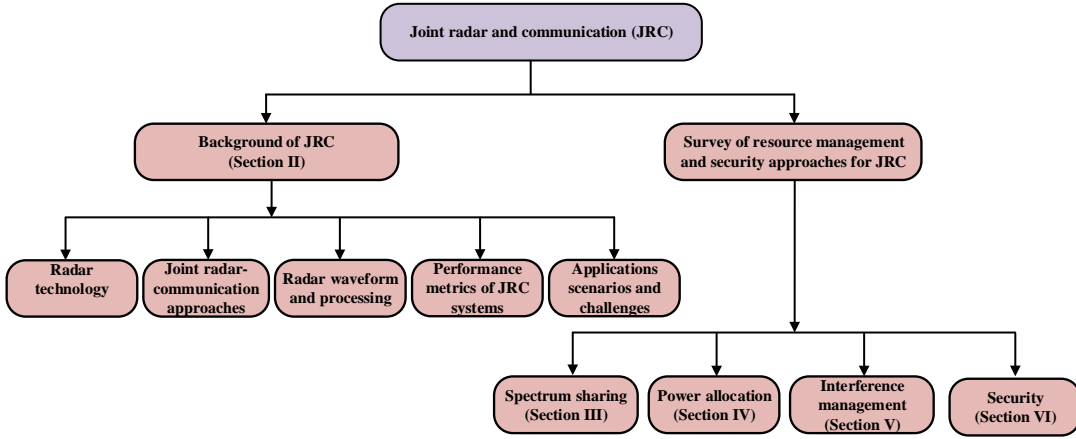 Joint radar and communication (JRC)
Background of JRC
(Section II)
Survey of resource management
and security approaches for JRC
Radar
technology
Joint radar-
communication
approaches
Radar waveform
and processing
Performance
metrics of JRC
systems
Applications
scenarios and
challenges
Spectrum sharing
(Section III)
Power allocation
(Section IV)
Interference
management
(Section V)
Security
(Section VI)